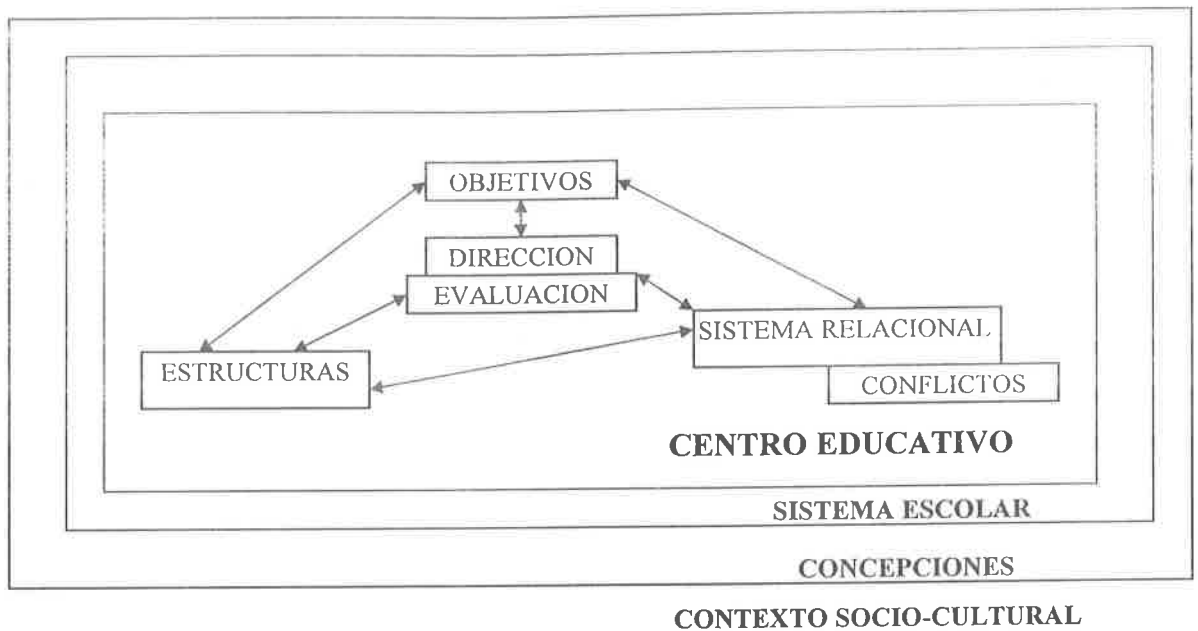 OBJETIVOS
DIRECCION
EVALUACION
SISTEMA RELACIONAL
ESTRUCTURAS
CONFLICTOS
CENTRO EDUCATIVO
SISTEMA ESCOLAR
CONCEPCIONES
CONTEXTO SOCIO-CULTURAL